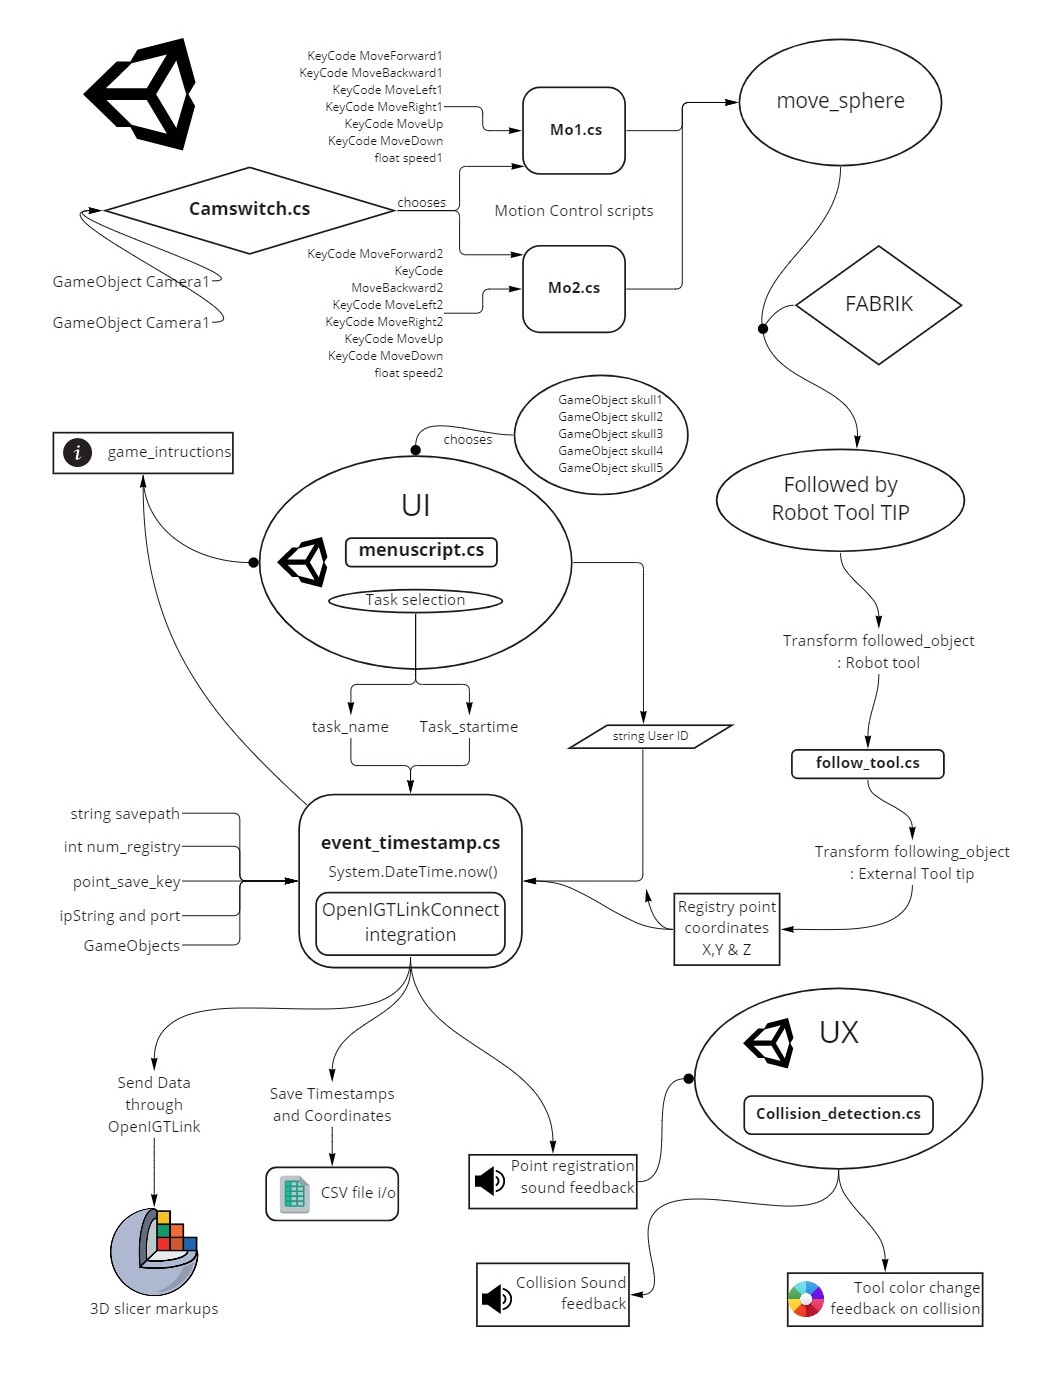 KeyCode MoveForward1
KeyCode MoveBackward1
KeyCode MoveLeft1
KeyCode MoveRight1
KeyCode MoveUp
KeyCode MoveDown
float speed1
Mo1.cs
move_sphere
Camswitch.cs
chooses
Motion Control scripts
GameObject Camera1
GameObject Camera1
KeyCode MoveForward2
KeyCode
MoveBackward2
KeyCode MoveLeft2
KeyCode MoveRight2
KeyCode MoveUp
KeyCode MoveDown
float speed2
Mo2.cs
FABRIK
GameObject skull1
GameObject skull2
GameObject skull3
GameObject skull4
GameObject skull5
chooses
i
game_intructions
UI
menuscript.cs
Task selection
Followed by
Robot Tool TIP
Transform followed_object
: Robot tool
task_name
Task_startime
string User ID
follow_tool.cs
string savepath
int num_registry
point_save_key
ipString and port
GameObjects
event_timestamp.cs
System.DateTime.now()
OpenIGTLinkConnect
integration
Transform following_object
: External Tool tip
Registry point
coordinates
X,Y & Z
UX
Collision_detection.cs
Send Data
through
OpenIGTLink
Save Timestamps
and Coordinates
CSV file i/o
Point registration
sound feedback
3D slicer markups
Collision Sound
feedback
Tool color change
feedback on collision